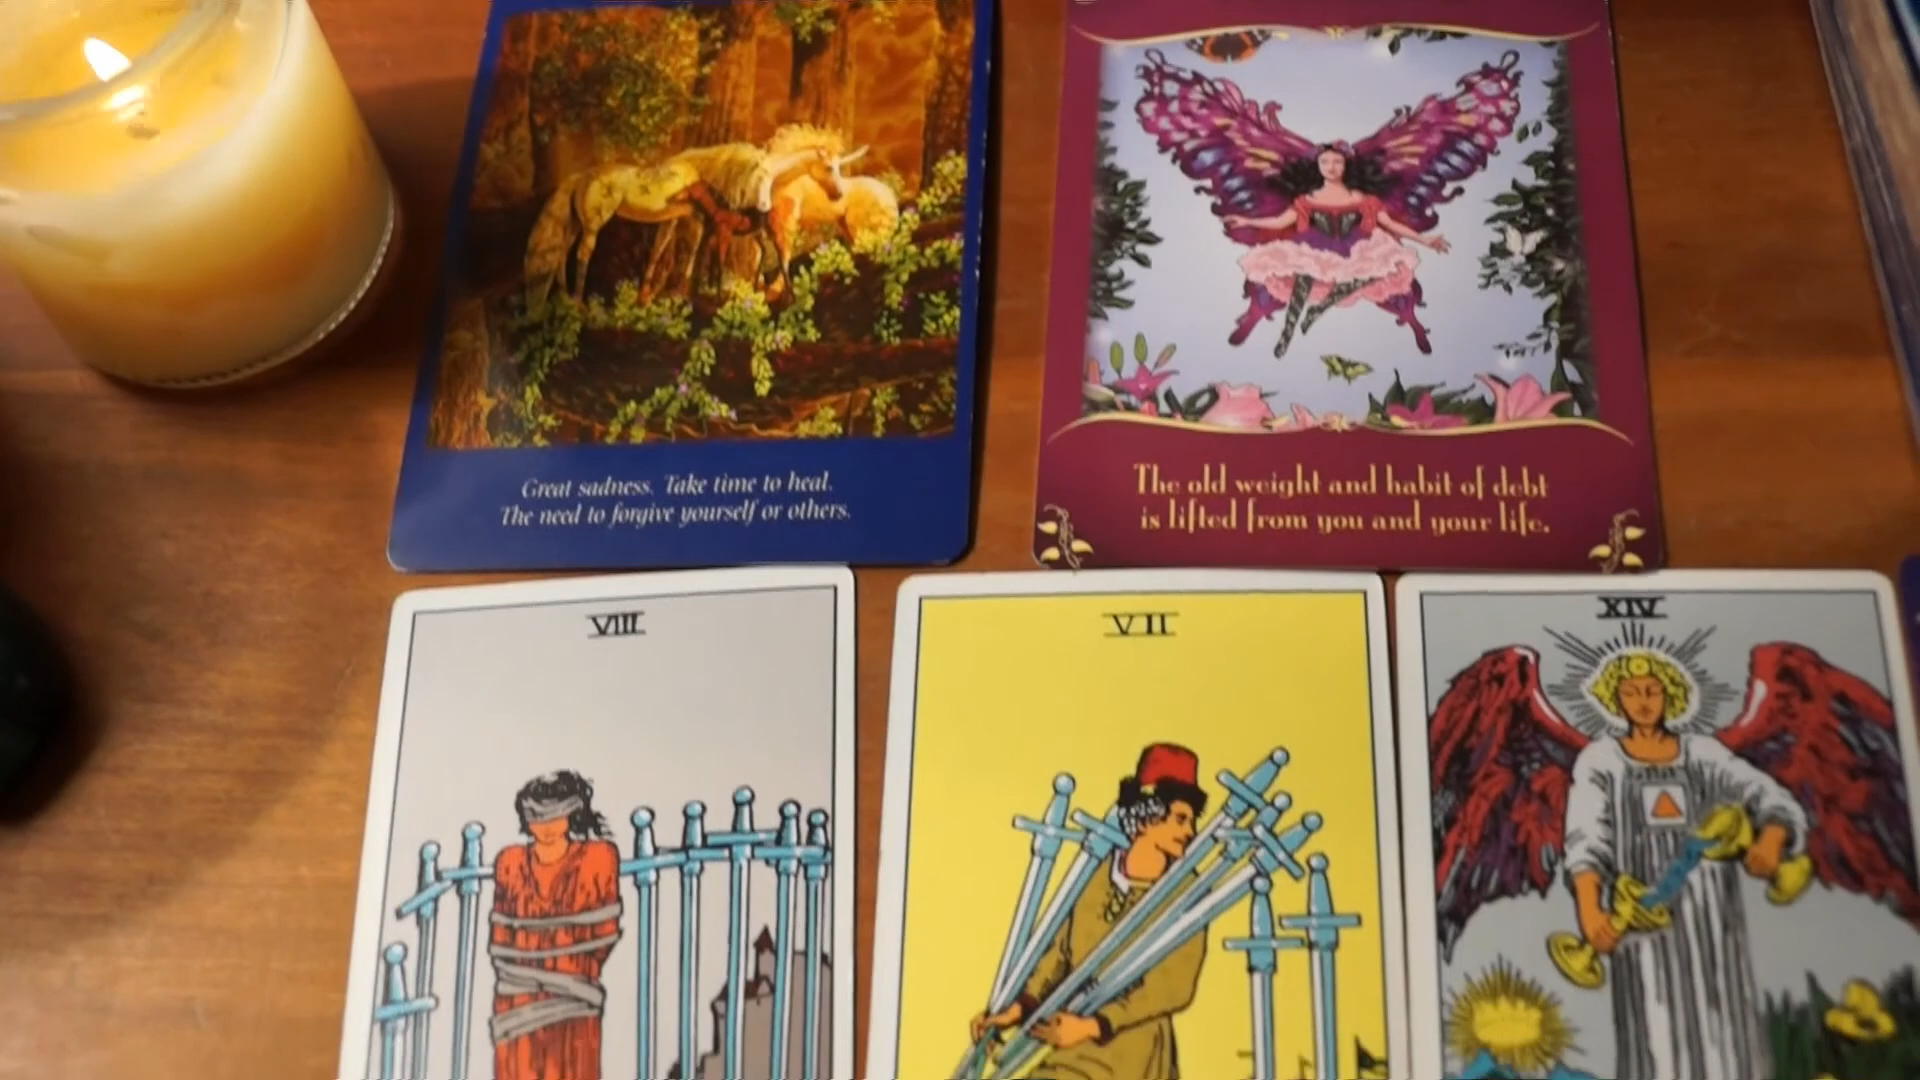 Great sadness. Take time to heal.
The need to forgive yourself or others.
The old weight and habit of debt
is lifted from you and your life.
VIII
VII
XIV